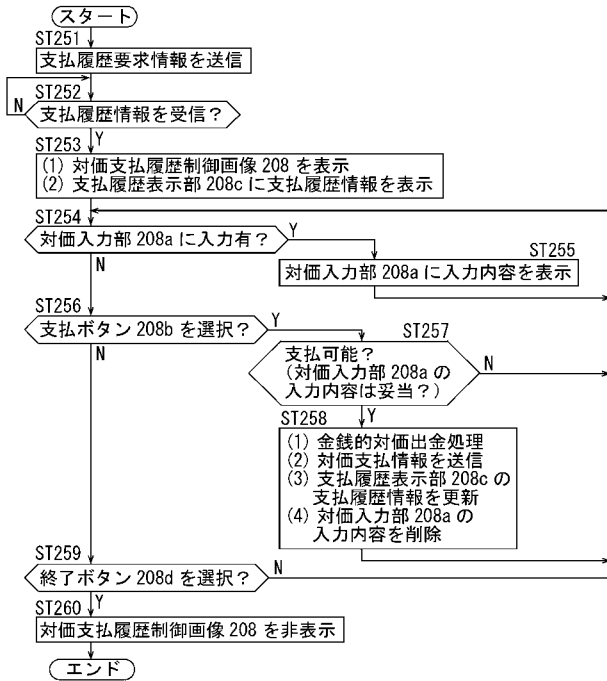 スタート
ST251
支払履歴要求情報を送信
ST252
N
支払履歴情報を受信？
Y
ST253
(1) 対価支払履歴制御画像 208 を表示
(2) 支払履歴表示部 208c に支払履歴情報を表示
ST254
対価入力部 208a に入力有？
Y
N
ST255
対価入力部 208a に入力内容を表示
ST256
支払ボタン 208b を選択？
Y
N
ST257
支払可能？
(対価入力部 208a の
入力内容は妥当？)
N
Y
ST258
(1) 金銭的対価出金処理
(2) 対価支払情報を送信
(3) 支払履歴表示部 208c の
支払履歴情報を更新
(4) 対価入力部 208a の
入力内容を削除
ST259
終了ボタン 208d を選択？
N
Y
ST260
対価支払履歴制御画像 208 を非表示
エンド